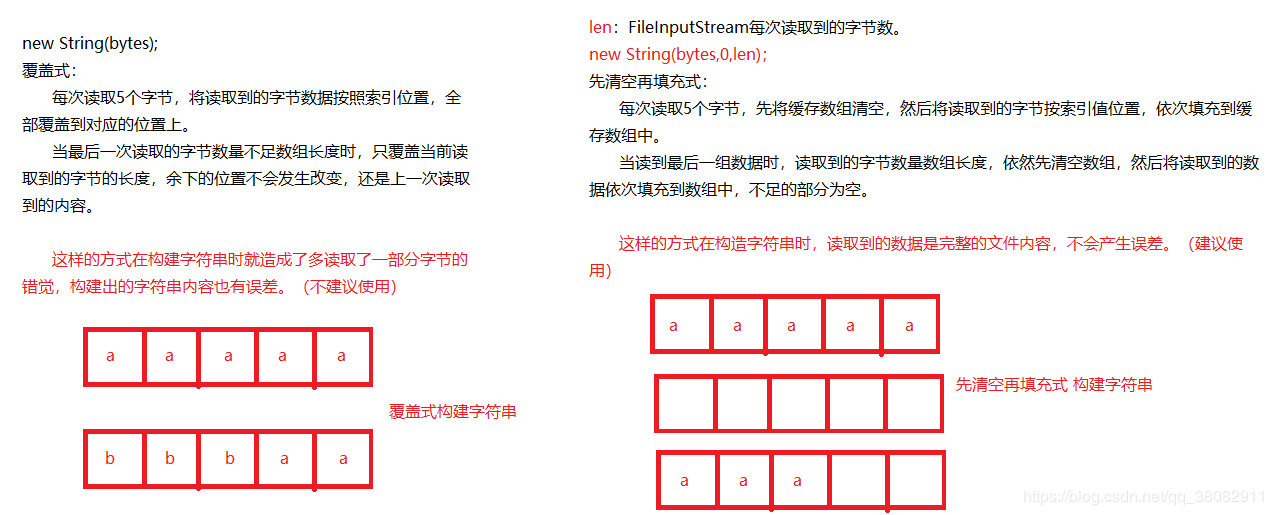 new String(bytes);
覆盖式：
每次读取5个字节，将读取到的字节数据按照索引位置，全
部覆盖到对应的位置上。
当最后一次读取的字节数量不足数组长度时，只覆盖当前读
取到的字节的长度，余下的位置不会发生改变，还是上一次读取
到的内容。
这样的方式在构建字符串时就造成了多读取了一部分字节的
错觉，构建出的字符串内容也有误差。（不建议使用）
a a a a a
覆盖式构建字符串
b b b a a
len：FileInputStream每次读取到的字节数。
new String(bytes,0,len);
先清空再填充式：
每次读取5个字节，先将缓存数组清空，然后将读取到的字节按索引值位置，依次填充到缓
存数组中。
当读到最后一组数据时，读取到的字节数量数组长度，依然先清空数组，然后将读取到的数
据依次填充到数组中，不足的部分为空。
这样的方式在构造字符串时，读取到的数据是完整的文件内容，不会产生误差。（建议使
用）
a a a a a
先清空再填充式 构建字符串
a a a
https://blog.csdn.net/qq_38082911